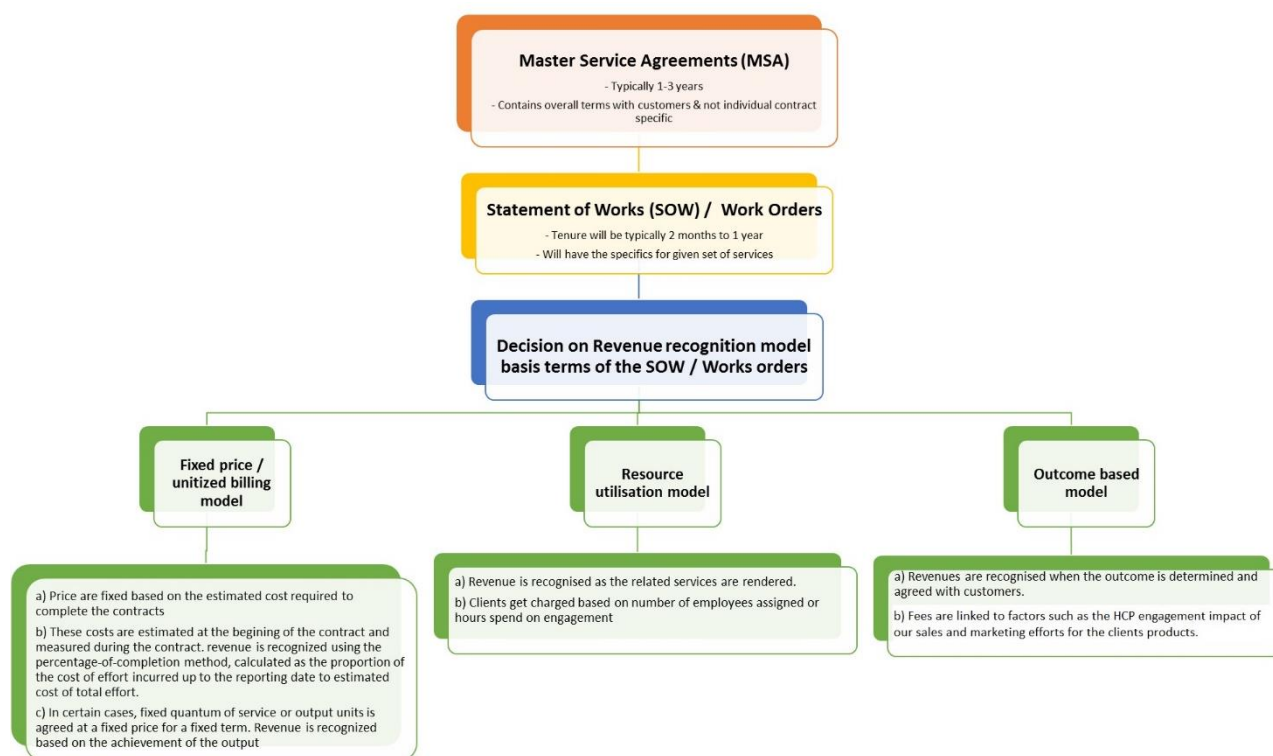 Master Service Agreements (MSA)
- Typically 1-3 years
- Contains overall terms with customers & not individual contract
specific
Statement of Works (SOW) / Work Orders
- Tenure will be typically 2 months to 1 year
- Will have the specifics for given set of services
Decision on Revenue recognition model
basis terms of the SOW / Works orders
Fixed price /
unitized billing
model
Resource
utilisation model
Outcome based
model
a) Price are fixed based on the estimated cost required to
complete the contracts
b) These costs are estimated at the begining of the contract and
measured during the contract. revenue is recognized using the
percentage-of-completion method, calculated as the proportion of
the cost of effort incurred up to the reporting date to estimated
cost of total effort.
c) In certain cases, fixed quantum of service or output units is
agreed at a fixed price for a fixed term. Revenue is recognized
based on the achievement of the output
a) Revenue is recognised as the related services are rendered.
b) Clients get charged based on number of employees assigned or
hours spend on engagement
a) Revenues are recognised when the outcome is determined and
agreed with customers.
b) Fees are linked to factors such as the HCP engagement impact of
our sales and marketing efforts for the clients products.